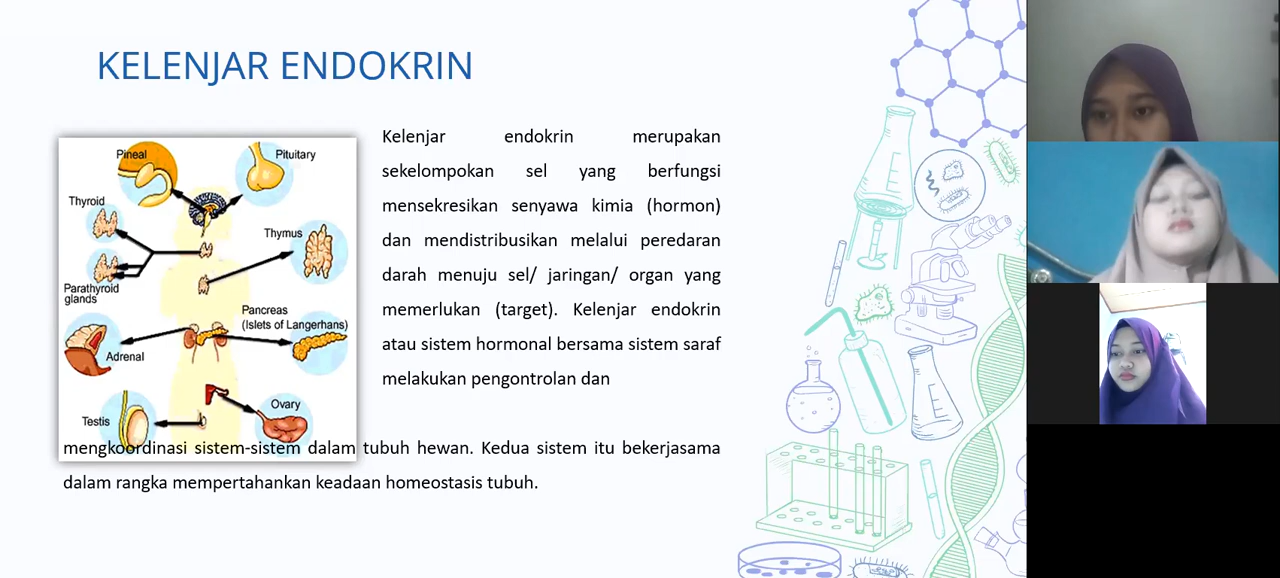 KELENJAR ENDOKRIN
Pineal
Pituitary
Thyroid
Thymus
Parathyroid
glands
Pancreas
(Islets of Langerhans)
Adrenal
Testis
Ovary
Kelenjar endokrin merupakan
sekelompokan sel yang berfungsi
mensekresikan senyawa kimia (hormon)
dan mendistribusikan melalui peredaran
darah menuju sel/ jaringan/ organ yang
memerlukan (target). Kelenjar endokrin
atau sistem hormonal bersama sistem saraf
melakukan pengontrolan dan
mengkoordinasi sistem-sistem dalam tubuh hewan. Kedua sistem itu bekerjasama
dalam rangka mempertahankan keadaan homeostasis tubuh.